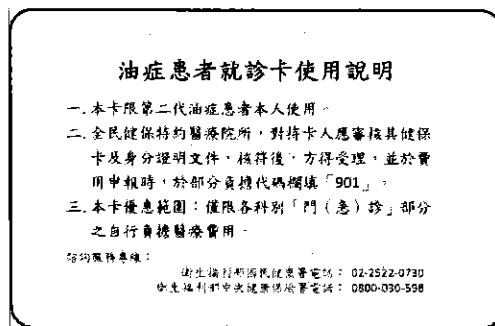 油症患者就診卡使用說明
一.本卡限第二代油症患者本人使用。
二.全民健保特約醫療院所，對持卡人應審核其健保
卡及身分證明文件，核符後，方得受理，並於費
用申報時，於部分負擔代碼欄填「901」。
三.本卡優惠範圍：僅限各科別「門（急）診」部分
之自行負擔醫療費用。
諮詢服務專線：
衛生福利部國民健康署電話： 02-2522-0730
衛生福利部中央健康保險署電話： 0800-030-598